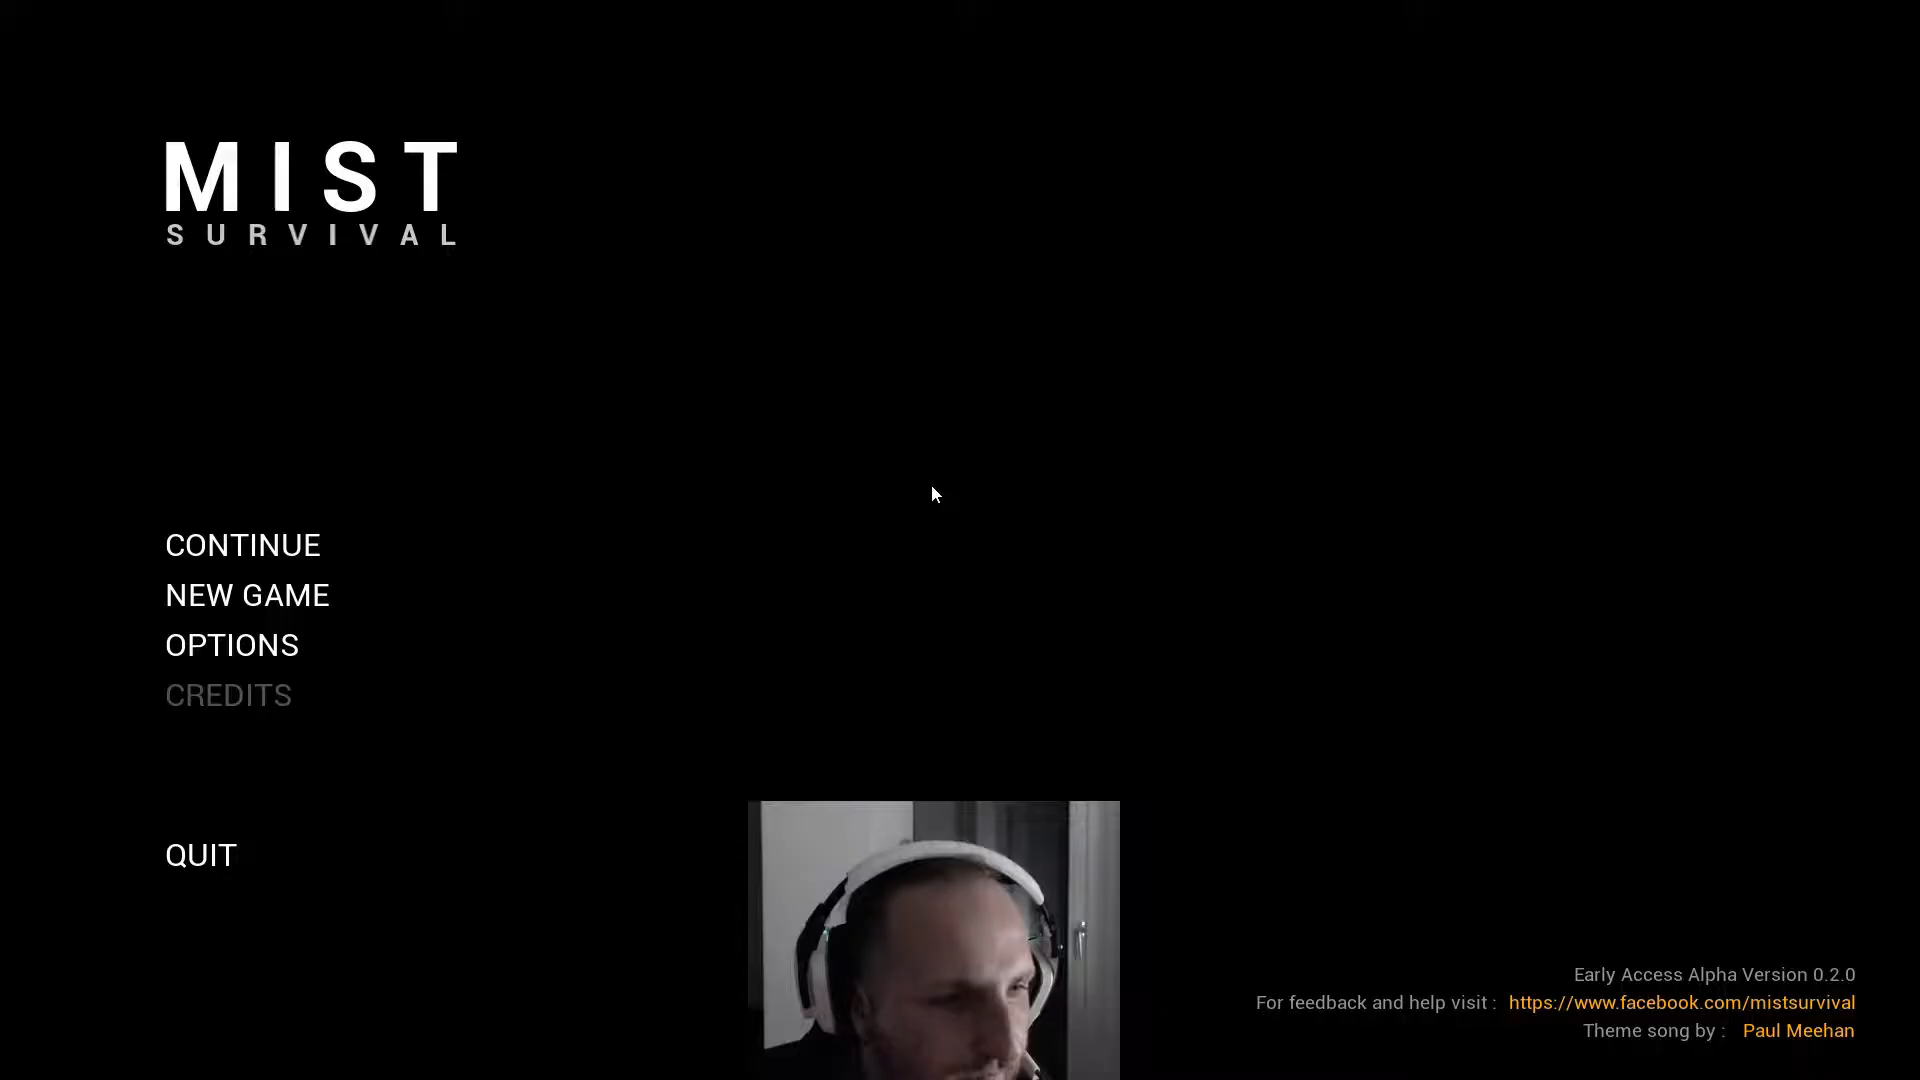 MIST
SURVIVAL
CONTINUE
NEW GAME
OPTIONS
CREDITS
QUIT
Early Access Alpha Version 0.2.0
For feedback and help visit : https://www.facebook.com/mistsurvival
Theme song by : Paul Meehan